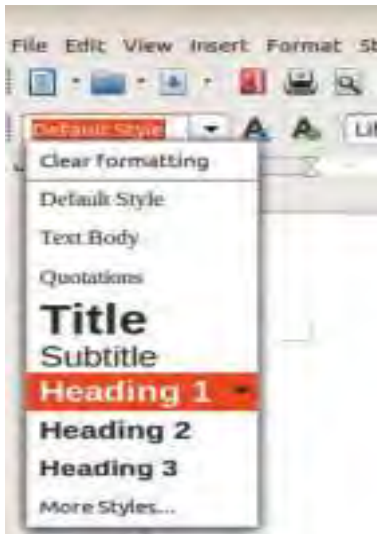 File Edit View Insert Format St
Default Style
Clear Formatting
Default Style
Text Body
Quotations
Title
Subtitle
Heading 1
Heading 2
Heading 3
More Styles...